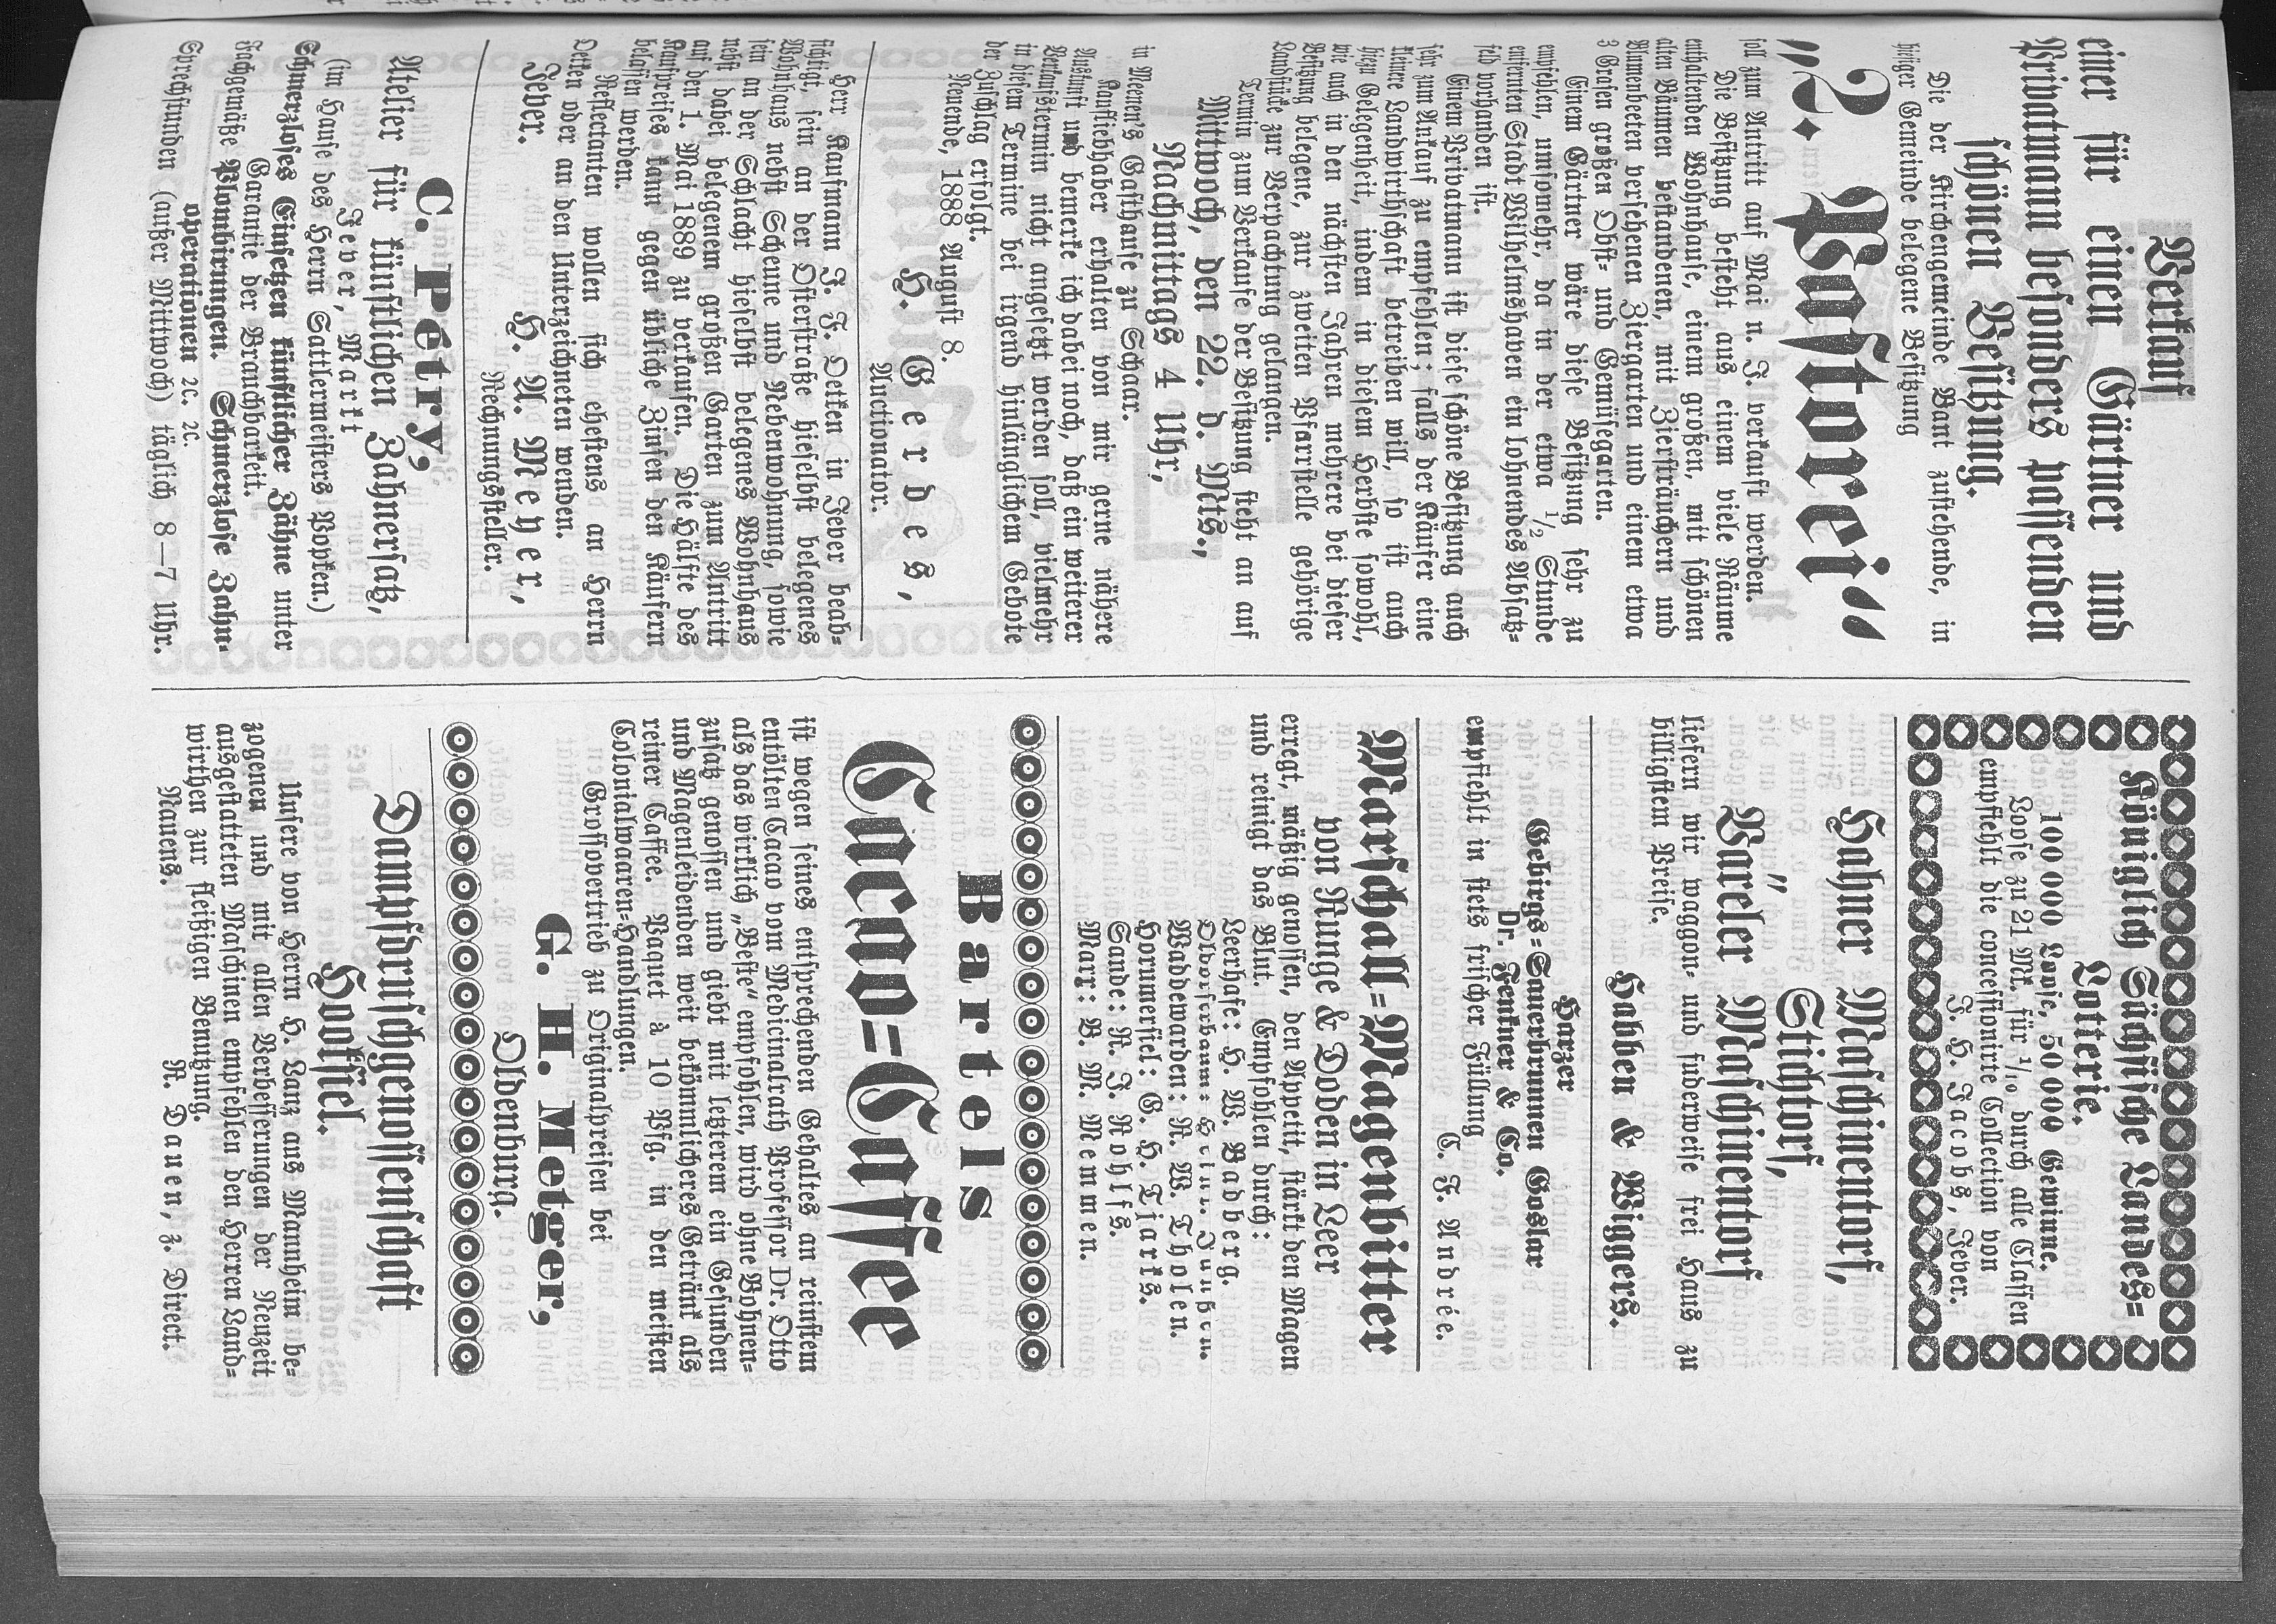 Verkauf
einer für einen Gärtner und
Privatmann besonders passenden
schönen Besitzung.
Die der Kirchengemeinde Bant zustehende, in
hiesiger Gemeinde belegene Besitzung
„2. Pastorei“
soll zum Antritt auf Mai n. J. verkauft werden.
Die Besitzung besteht aus einem viele Räume
enthaltenden Wohnhause, einem großen, mit schönen
alten Bäumen bestandenen, mit Ziersträuchern und
Blumenbeten versehenen Ziergarten und einem etwa
3 Grasen großen Obst- und Gemüsegarten.
Einem Gärtner wäre diese Besitzung sehr zu
empfehlen, umsomehr, da in der etwa ½ Stunde
entfernten Stadt Wilhelmshaven ein lohnendes Absatz-
feld vorhanden ist.
Einem Privatmann ist diese schöne Besitzung auch
sehr zum Ankauf zu empfehlen; falls der Käufer eine
kleinere Landwirthschaft betreiben will, so ist auch
hiezu Gelegenheit, indem in diesem Herbste sowohl,
wie auch in den nächsten Jahren mehrere bei dieser
Besitzung belegene, zur zweiten Pfarrstelle gehörige
Landstücke zur Verpachtung gelangen.
Termin zum Verkaufe der Besitzung steht an auf
Mittwoch, den 22. d. Mts.,
Nachmittags 4 Uhr,
in Meenen's Gasthause zu Schaar.
Kaufliebhaber erhalten von mir gerne nähere
Auskunft und bemerke ich dabei noch, daß ein weiterer
Verkaufstermin nicht angesetzt werden soll, vielmehr
in diesem Termine bei irgend hinlänglichem Gebote
der Zuschlag erfolgt.
Neuende, 1888 August 8.
H. Gerdes,
Auctionator.
Herr Kaufmann J. F. Detken in Jever beab-
sichtigt, sein an der Osterstraße hieselbst belegenes
Wohnhaus nebst Scheune und Nebenwohnung, sowie
sein an der Schlacht hieselbst belegenes Wohnhaus
nebst dabei belegenem großen Garten zum Antritt
auf den 1. Mai 1889 zu verkaufen. Die Hälfte des
Kaufpreises kann gegen übliche Zinsen den Käufern
belassen werden.
Reflectanten wollen sich ehestens an Herrn
Detken oder an den Unterzeichneten wenden.
Jever. H. A. Meyer,
Rechnungssteller.
C. Pétry,
Atelier für künstlichen Zahnersatz,
Jever, Markt
(im Hause des Herrn Sattlermeisters Popken.)
Schmerzloses Einsetzen künstlicher Zähne unter
Garantie der Brauchbarkeit.
Fachgemäße Plombirungen. Schmerzlose Zahn-
operationen 2c. 2c.
Sprechstunden (außer Mittwoch) täglich 8—7 Uhr.
Königlich Sächsische Landes-
Lotterie.
100 000 Loose, 50 000 Gewinne.
Loose zu 21 Mk. für 1/10 durch alle Classen
empfiehlt die concessionirte Collection von
J. H. Jacobs, Jever.
Hahner Maschinentorf,
„ Stichtorf,
Vareler Maschinentorf
liefern wir waggon- und fuderweise frei Haus zu
billigstem Preise.
Habben & Wiggers.
Harzer
Gebirgs-Sauerbrunnen Goslar
Dr. Fenkner & Co.
empfiehlt in stets frischer Füllung
C. F. André.
Marschall-Magenbitter
von Runge & Doden in Leer
erregt, mäßig genossen, den Appetit, stärkt den Magen
und reinigt das Blut. Empfohlen durch:
Leerhafe: H. W. Badberg.
Oldorferbaum: Helmr. Janßen.
Waddewarden: R. W. Tholen.
Horumersiel: E. H. Tjarks.
Sande: R. J. Rohlfs.
Marx: B. M. Memmen.
Bartels
Cacao=Caffee
ist wegen seines entsprechenden Gehaltes an reinstem
entölten Cacao vom Medicinalrath Professor Dr. Otto
als das wirklich „Beste“ empfohlen, wird ohne Bohnen-
zusatz genossen und giebt mit letzterem ein Gesunden
und Magenleidenden weit bekömmlicheres Getränk als
reiner Caffee. Paquet à 10 Pfg. in den meisten
Colonialwaaren-Handlungen.
Grossovertrieb zu Originalpreisen bei
G. H. Metger,
Oldenburg.
Dampfdruschgenossenschaft
Hooksiel.
Unsere von Herrn H. Lanz aus Mannheim be-
zogenen und mit allen Verbesserungen der Neuzeit
ausgestatteten Maschinen empfehlen den Herren Land-
wirthen zur fleißigen Benutzung.
Nauens. R. Dauen, z. Direct.